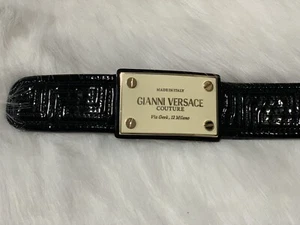 MADE IN ITALY
GIANNI VERSACE
COUTURE
Via Gesù, 12 Milano